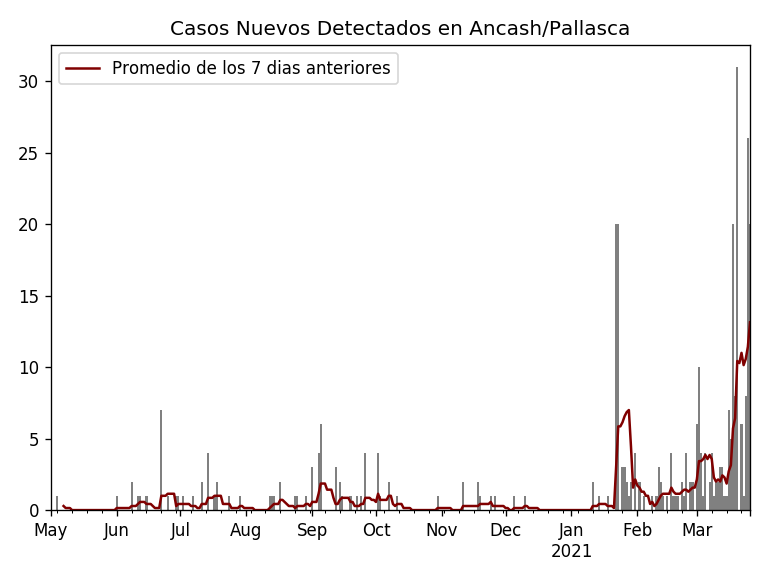 Casos Nuevos Detectados en Ancash/Pallasca
Promedio de los 7 dias anteriores
30
25
20
15
10
5
0
May Jun Jul Aug Sep Oct Nov Dec Jan Feb Mar
2021